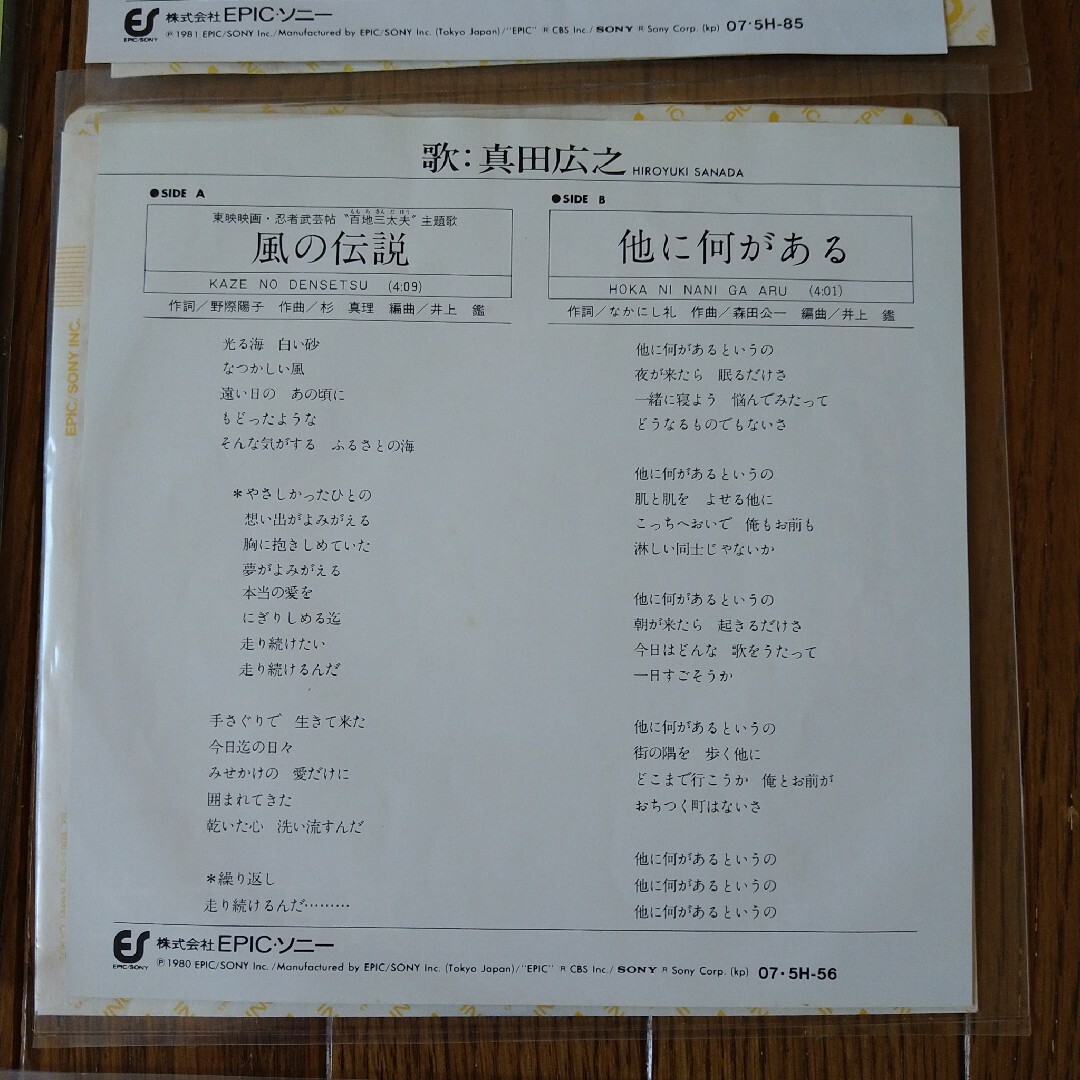 株式会社EPIC・ソニー
EPIC/SONY
℗ 1981 EPIC/SONY Inc./Manufactured by EPIC/SONY Inc. (Tokyo Japan)/"EPIC" ® CBS Inc./ SONY ® Sony Corp. (kp) 07・5H-85
歌：真田広之 HIROYUKI SANADA
●SIDE A
東映映画・忍者武芸帖“百地三太夫”主題歌
風の伝説
KAZE NO DENSETSU (4:09)
作詞／野際陽子 作曲／杉 真理 編曲／井上 鑑
光る海 白い砂
なつかしい風
遠い日の あの頃に
もどったような
そんな気がする ふるさとの海
＊やさしかったひとの
想い出がよみがえる
胸に抱きしめていた
夢がよみがえる
本当の愛を
にぎりしめる迄
走り続けたい
走り続けるんだ
手さぐりで 生きて来た
今日迄の日々
みせかけの 愛だけに
囲まれてきた
乾いた心 洗い流すんだ
＊繰り返し
走り続けるんだ………
●SIDE B
他に何がある
HOKA NI NANI GA ARU (4:01)
作詞／なかにし礼 作曲／森田公一 編曲／井上 鑑
他に何があるというの
夜が来たら 眠るだけさ
一緒に寝よう 悩んでみたって
どうなるものでもないさ
他に何があるというの
肌と肌を よせる他に
こっちへおいで 俺もお前も
淋しい同士じゃないか
他に何があるというの
朝が来たら 起きるだけさ
今日はどんな 歌をうたって
一日すごそうか
他に何があるというの
街の隅を 歩く他に
どこまで行こうか 俺とお前が
おちつく町はないさ
他に何があるというの
他に何があるというの
他に何があるというの
株式会社EPIC・ソニー
EPIC/SONY
℗ 1980 EPIC/SONY Inc./Manufactured by EPIC/SONY Inc. (Tokyo Japan)/"EPIC" ® CBS Inc./ SONY ® Sony Corp. (kp) 07・5H-56
EPIC/SONY INC.